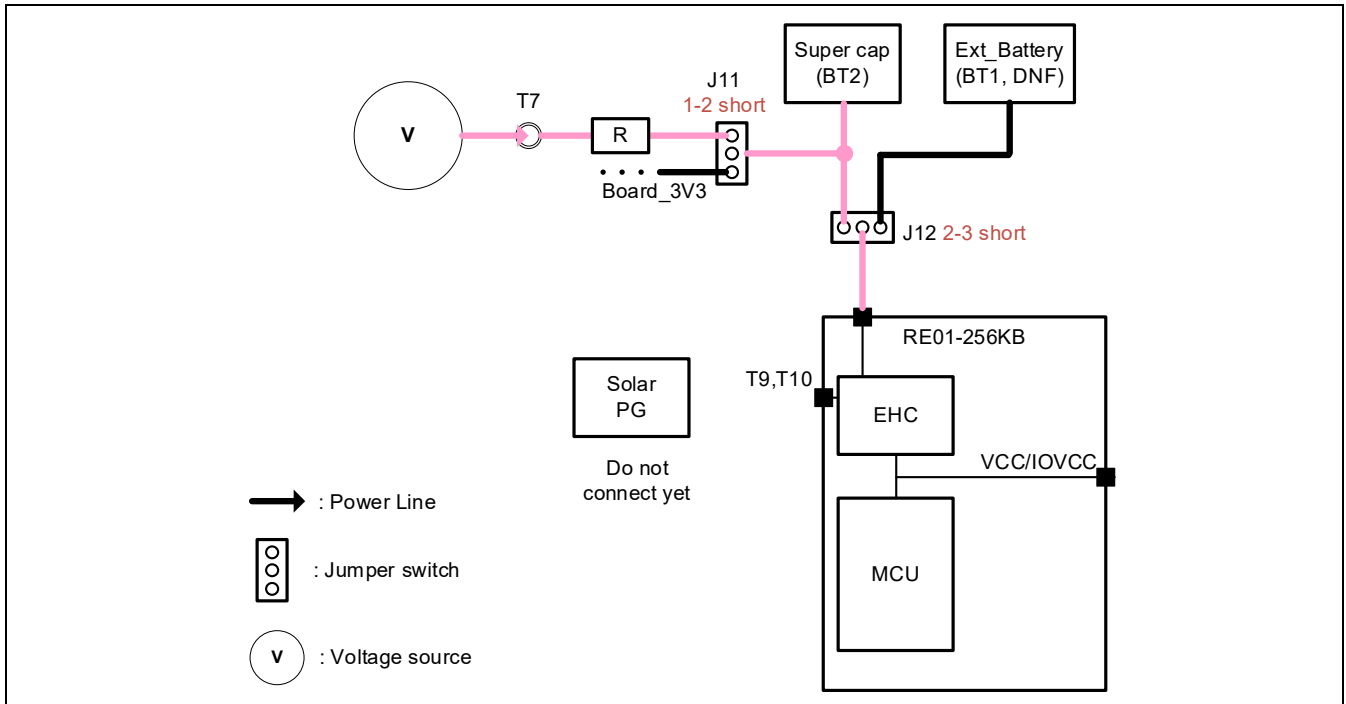 Super cap
(BT2)
Ext_Battery
(BT1, DNF)
J11
1-2 short
T7
V
R
Board_3V3
J12 2-3 short
RE01-256KB
Solar
PG
T9,T10
EHC
Do not
connect yet
VCC/IOVCC
: Power Line
: Jumper switch
MCU
V
: Voltage source